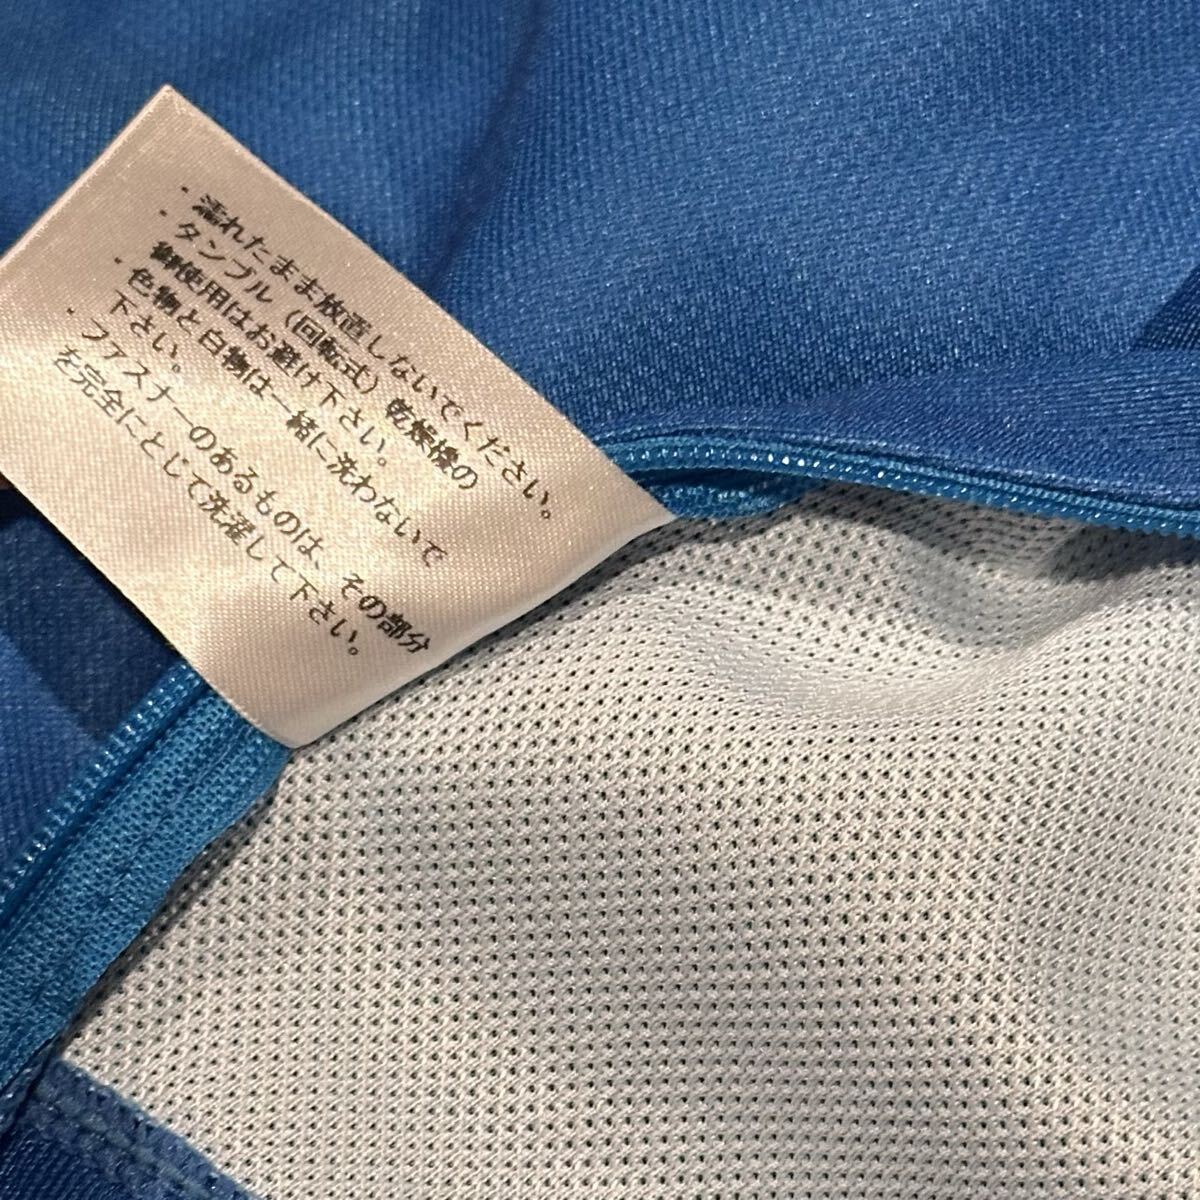 ・濡れたまま放置しないでください。
・タンブル（回転式）乾燥機の
御使用はお避け下さい。
・色物と白物は一緒に洗わないで
下さい。
・ファスナーのあるものは、その部分
を完全にとじて洗濯して下さい。